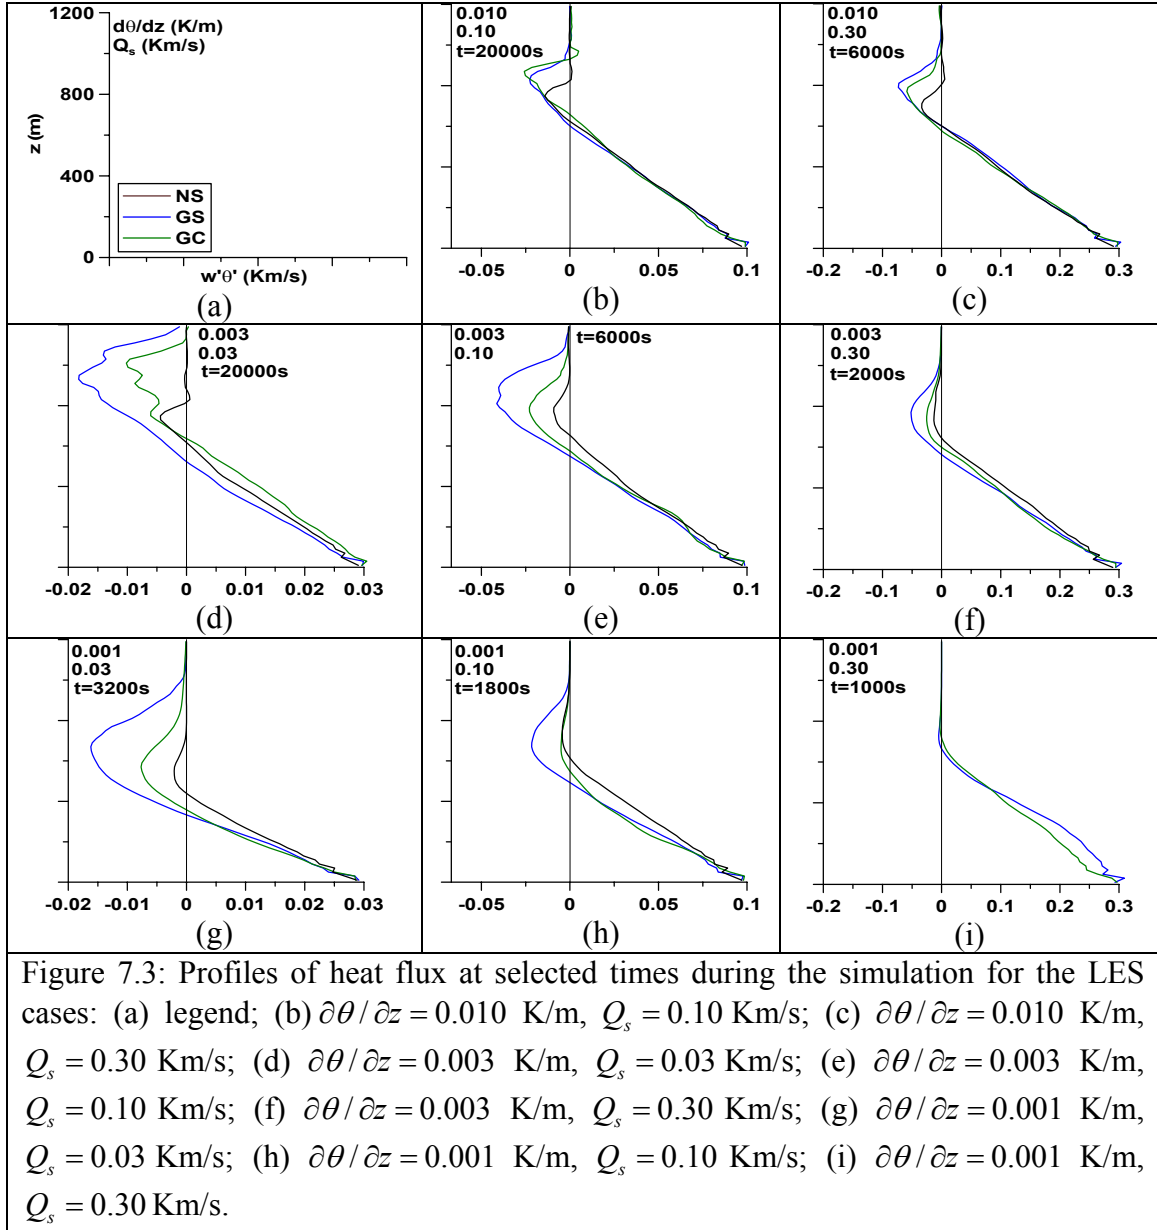 1200
dθ/dz (K/m)
Qs (Km/s)
800
z (m)
400
NS
GS
GC
0
w'θ' (Km/s)
(a)
0.010
0.10
t=20000s
-0.05 0 0.05 0.1
(b)
0.010
0.30
t=6000s
-0.2 -0.1 0 0.1 0.2 0.3
(c)
0.003
0.03
t=20000s
-0.02 -0.01 0 0.01 0.02 0.03
(d)
0.003
0.10
t=6000s
-0.05 0 0.05 0.1
(e)
0.003
0.30
t=2000s
-0.2 -0.1 0 0.1 0.2 0.3
(f)
0.001
0.03
t=3200s
-0.02 -0.01 0 0.01 0.02 0.03
(g)
0.001
0.10
t=1800s
-0.05 0 0.05 0.1
(h)
0.001
0.30
t=1000s
-0.2 -0.1 0 0.1 0.2 0.3
(i)
Figure 7.3: Profiles of heat flux at selected times during the simulation for the LES
cases: (a) legend; (b) ∂θ/∂z = 0.010 K/m, Qs = 0.10 Km/s; (c) ∂θ/∂z = 0.010 K/m,
Qs = 0.30 Km/s; (d) ∂θ/∂z = 0.003 K/m, Qs = 0.03 Km/s; (e) ∂θ/∂z = 0.003 K/m,
Qs = 0.10 Km/s; (f) ∂θ/∂z = 0.003 K/m, Qs = 0.30 Km/s; (g) ∂θ/∂z = 0.001 K/m,
Qs = 0.03 Km/s; (h) ∂θ/∂z = 0.001 K/m, Qs = 0.10 Km/s; (i) ∂θ/∂z = 0.001 K/m,
Qs = 0.30 Km/s.